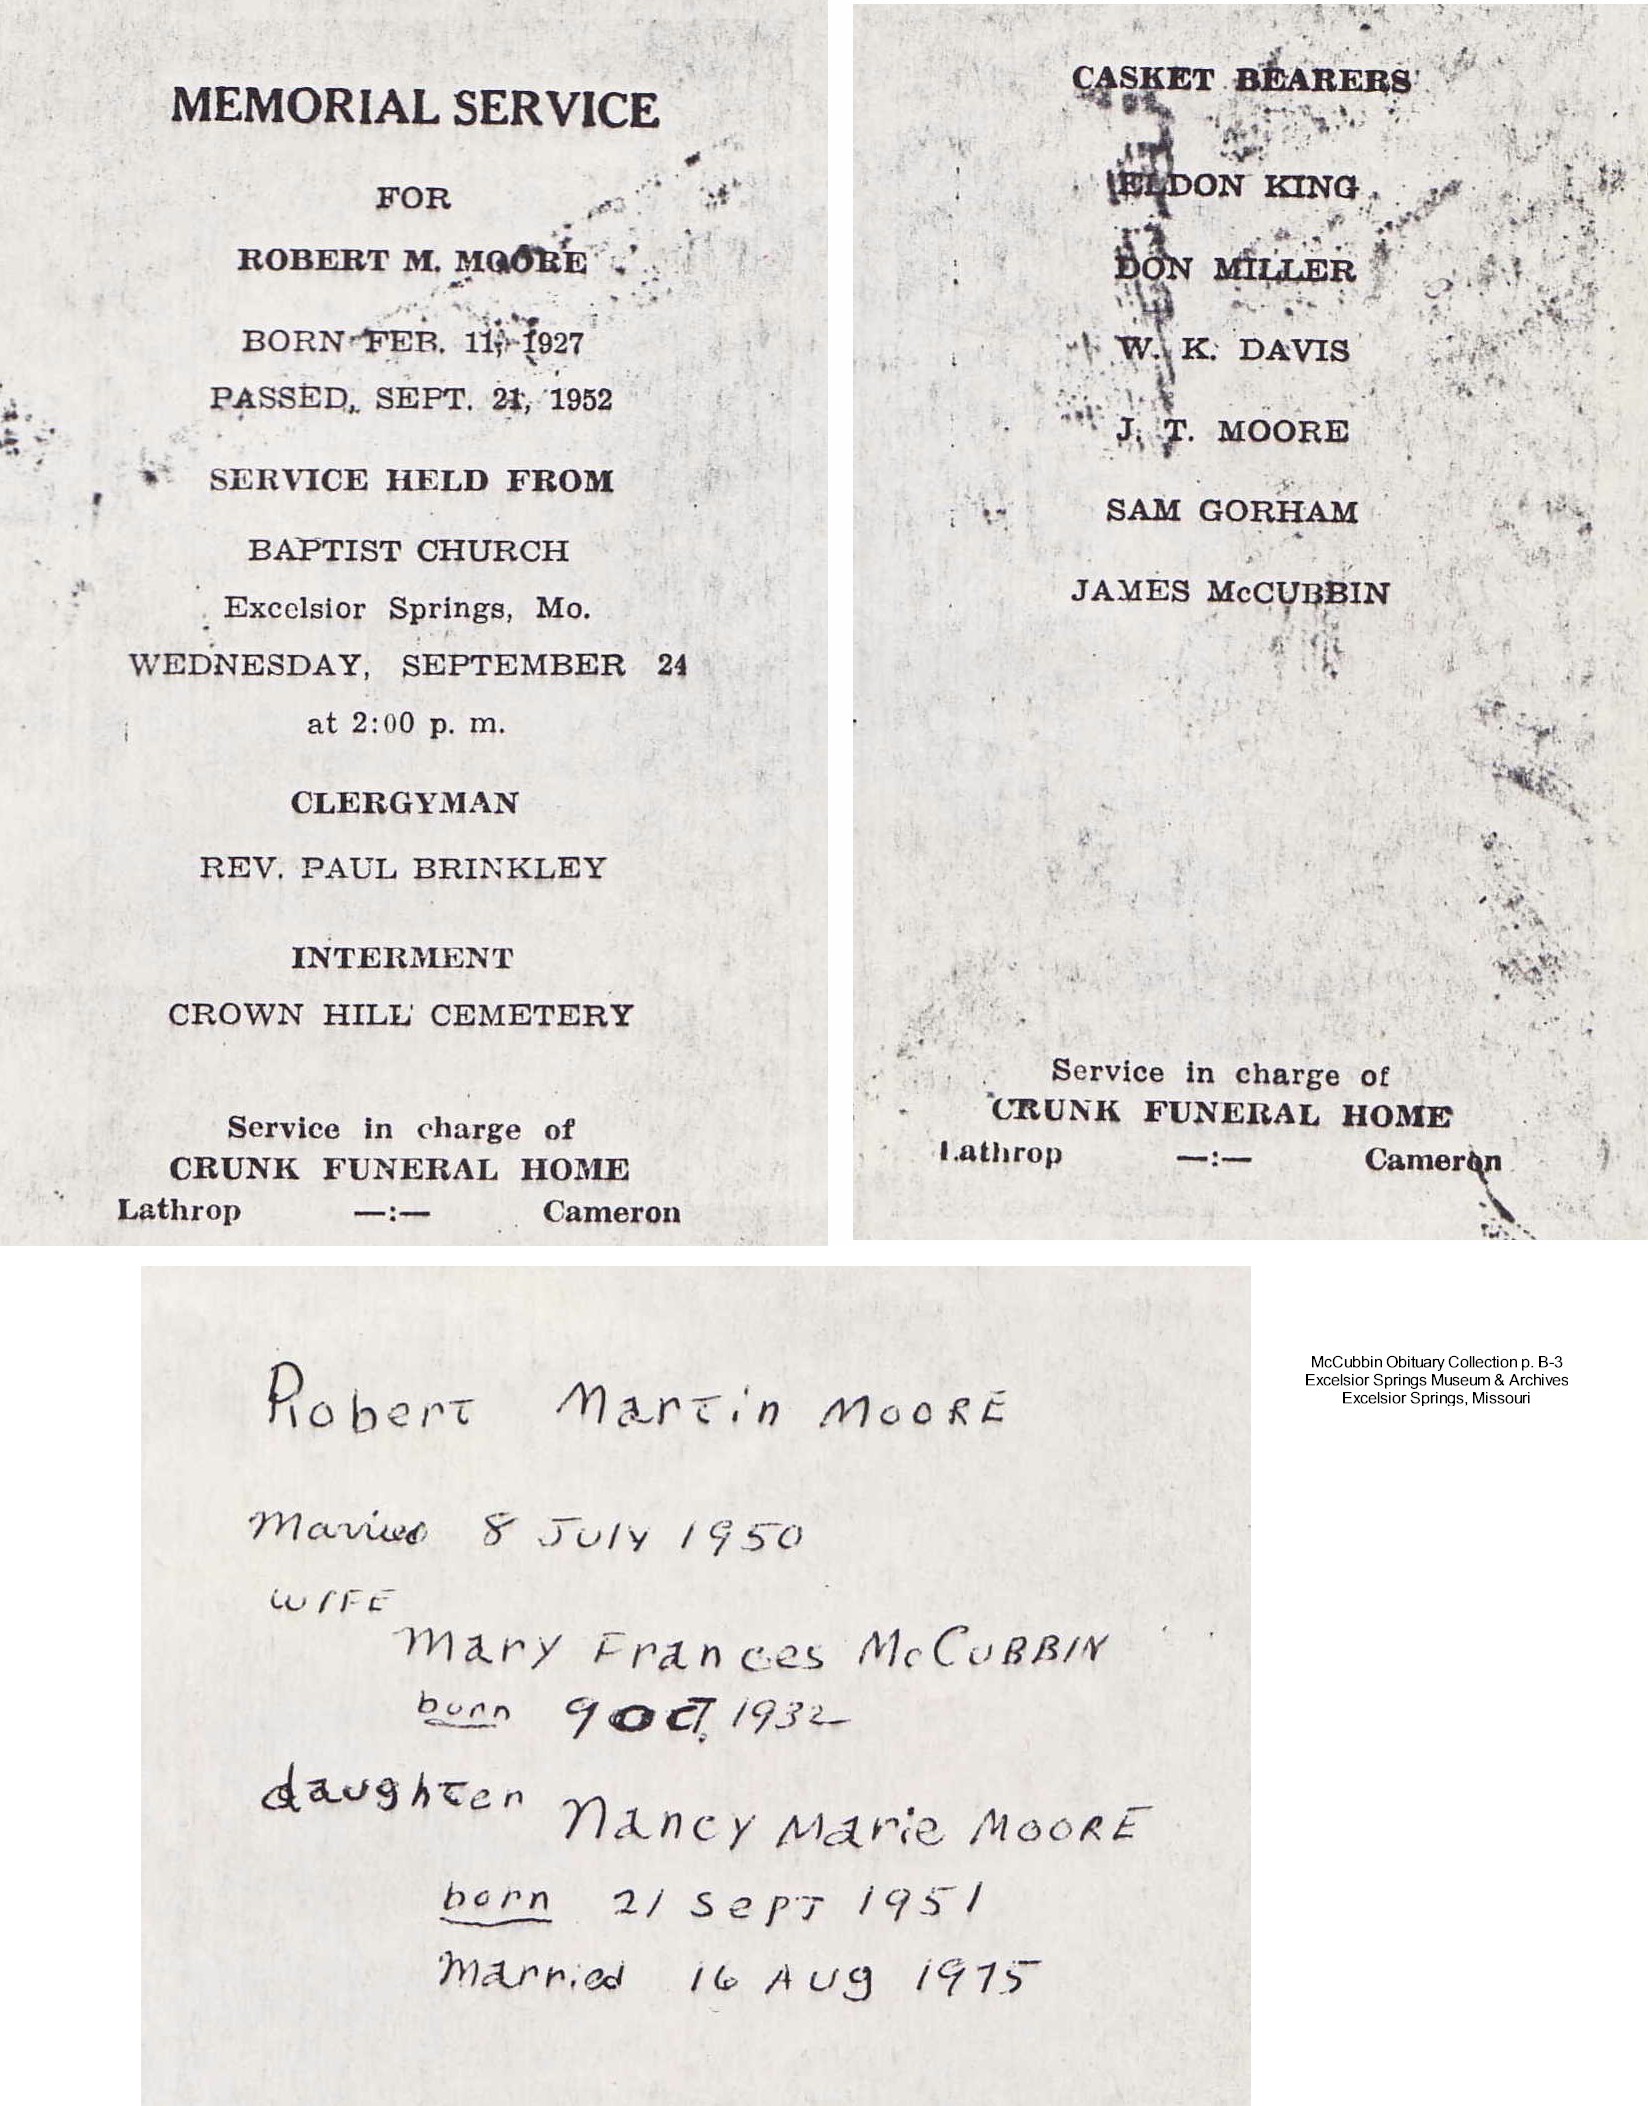 MEMORIAL SERVICE
FOR
ROBERT M. MOORE
BORN FEB. 11, 1927
PASSED, SEPT. 21, 1952
SERVICE HELD FROM
BAPTIST CHURCH
Excelsior Springs, Mo.
WEDNESDAY, SEPTEMBER 24
at 2:00 p. m.
CLERGYMAN
REV. PAUL BRINKLEY
INTERMENT
CROWN HILL CEMETERY
Service in charge of
CRUNK FUNERAL HOME
Lathrop —:— Cameron
CASKET BEARERS
ELDON KING
DON MILLER
W. K. DAVIS
J. T. MOORE
SAM GORHAM
JAMES McCUBBIN
Service in charge of
CRUNK FUNERAL HOME
Lathrop —:— Cameron
Robert Martin MOORE
Married 8 July 1950
WIFE
Mary Frances McCUBBIN
born 9 OCT. 1932
daughter Nancy Marie MOORE
born 21 Sept 1951
Married 16 Aug 1975
McCubbin Obituary Collection p. B-3
Excelsior Springs Museum & Archives
Excelsior Springs, Missouri